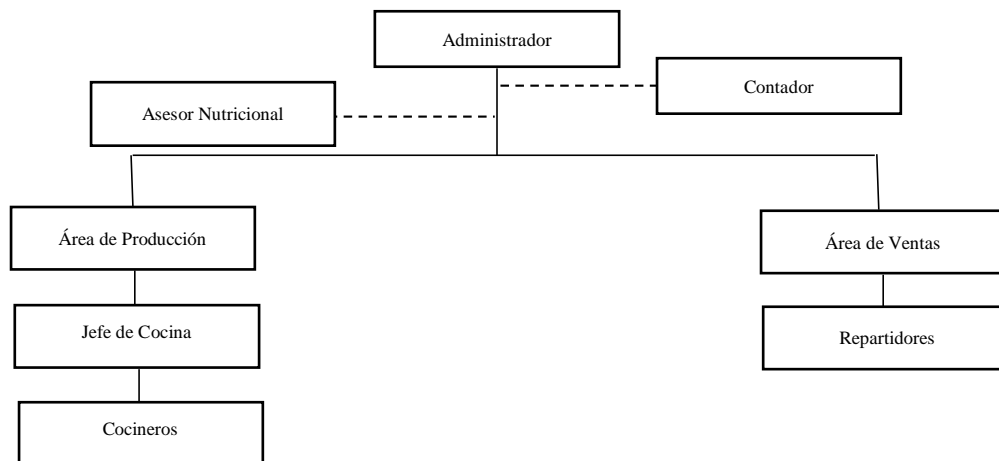 Administrador
Contador
Asesor Nutricional
Área de Producción
Área de Ventas
Jefe de Cocina
Repartidores
Cocineros